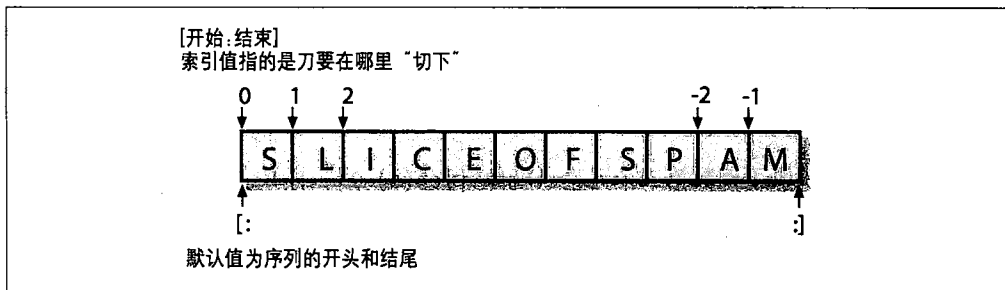 [开始:结束]
索引值指的是刀要在哪里“切下”
0 1 2 -2 -1
S L I C E O F S P A M
[: :]
默认值为序列的开头和结尾